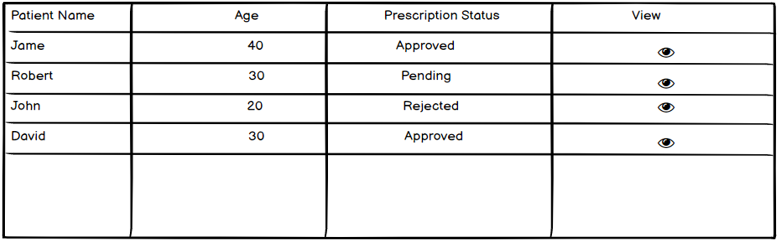 Patient Name Age Prescription Status View
Jame 40 Approved
Robert 30 Pending
John 20 Rejected
David 30 Approved